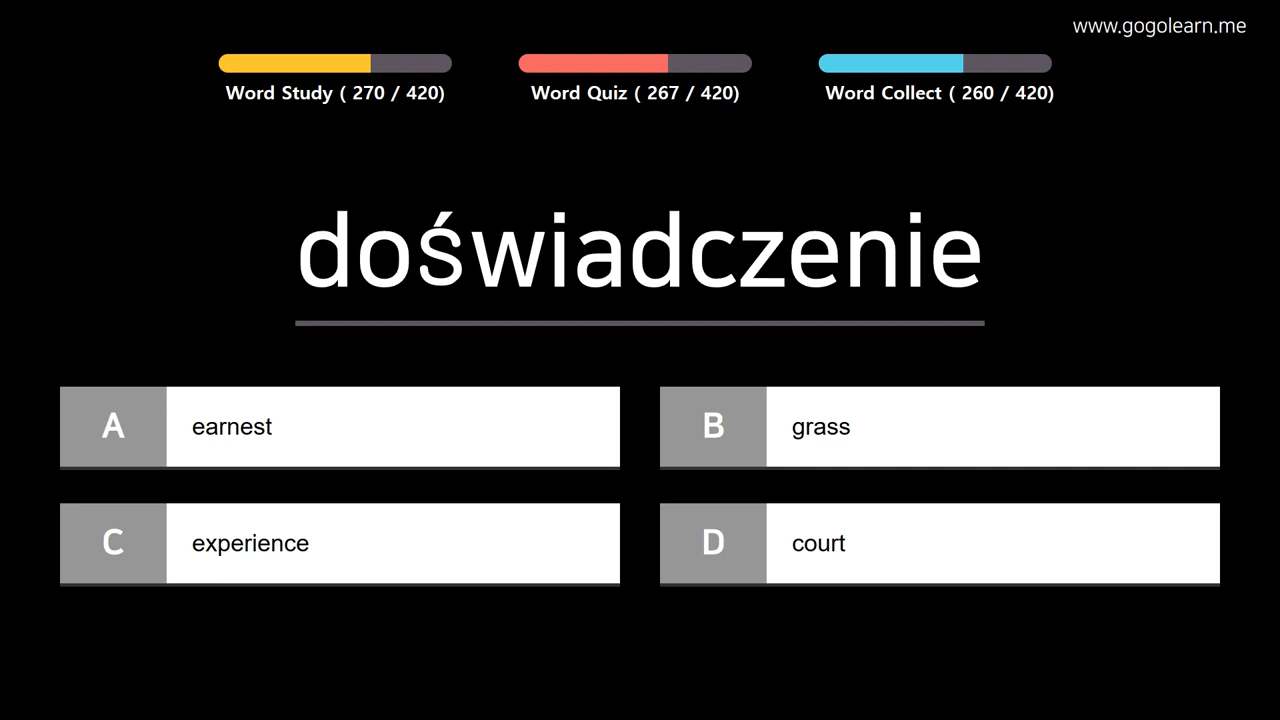 www.gogolearn.me
Word Study ( 270 / 420)
Word Quiz ( 267 / 420)
Word Collect ( 260 / 420)
doświadczenie
A earnest
B grass
C experience
D court